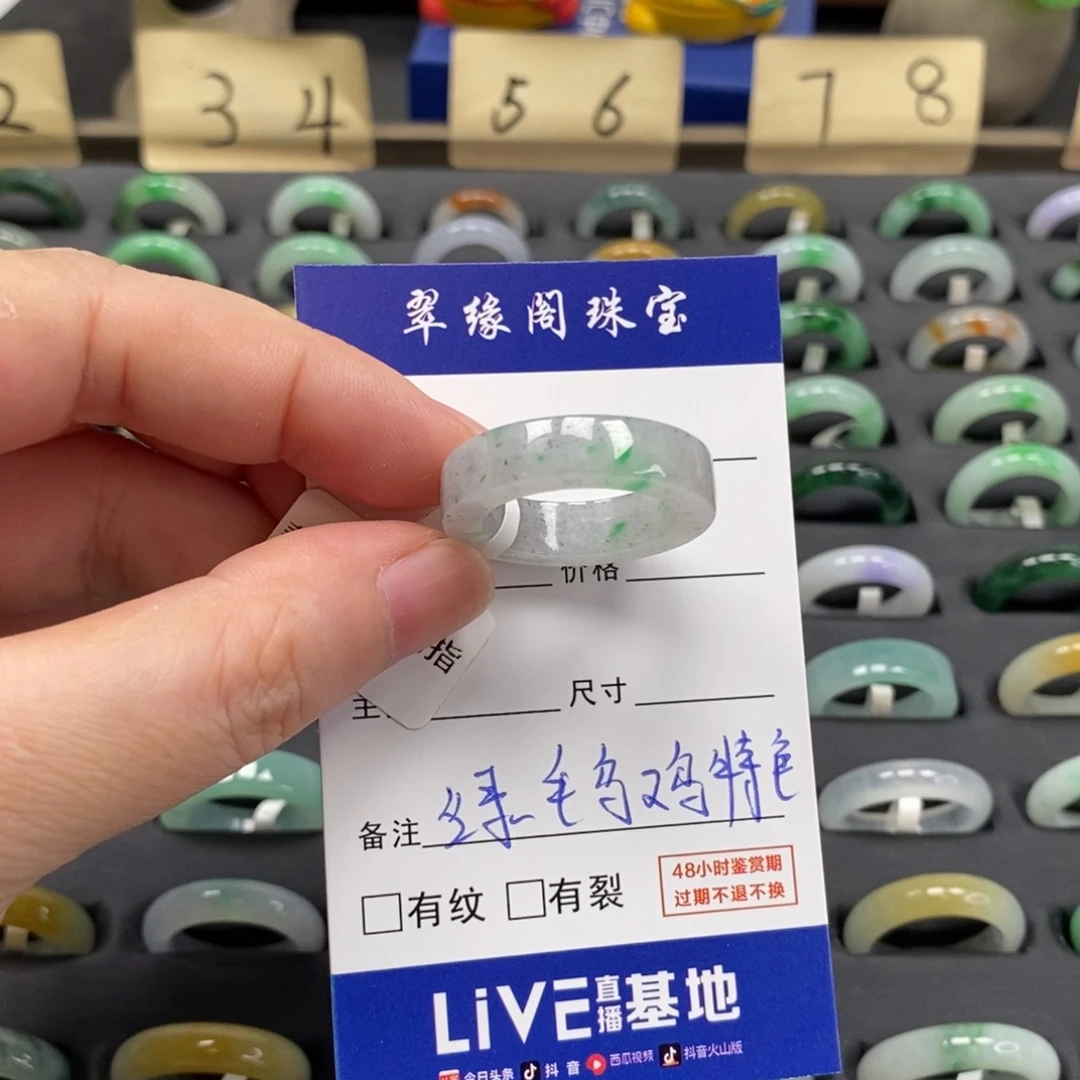 2
3 4
5 6
7 8
翠缘阁珠宝
价格
指
主
尺寸
备注 绿毛乌鸡特色
□有纹 □有裂
48小时鉴赏期
过期不退不换
LiVE直播基地
今日头条 抖音 西瓜视频 抖音火山版